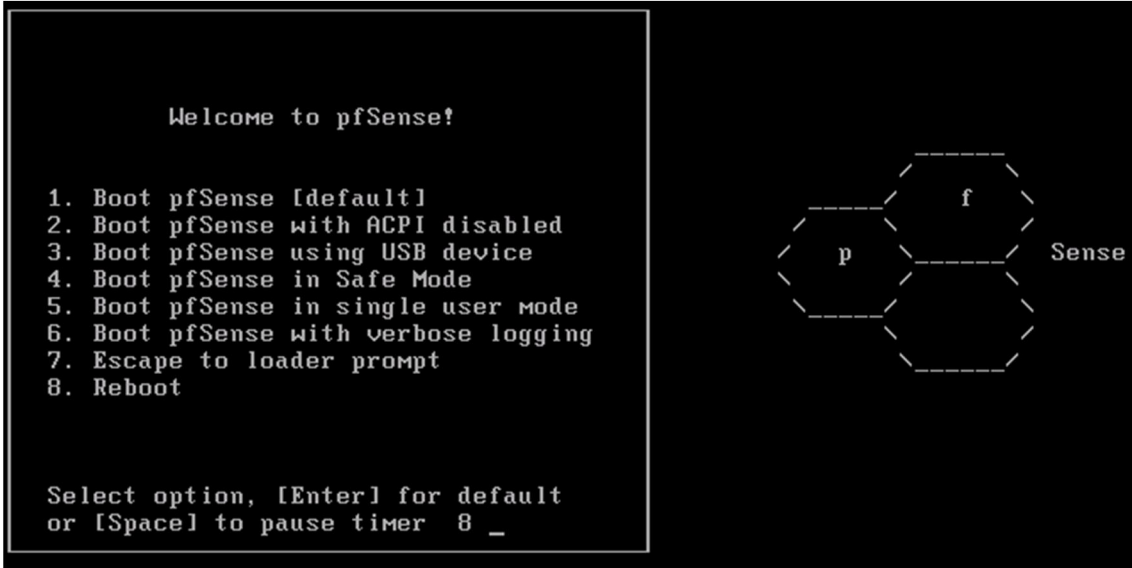 Welcome to pfSense!
1. Boot pfSense [default]
2. Boot pfSense with ACPI disabled
3. Boot pfSense using USB device
4. Boot pfSense in Safe Mode
5. Boot pfSense in single user mode
6. Boot pfSense with verbose logging
7. Escape to loader prompt
8. Reboot
Select option, [Enter] for default
or [Space] to pause timer 8 _
f
p
Sense